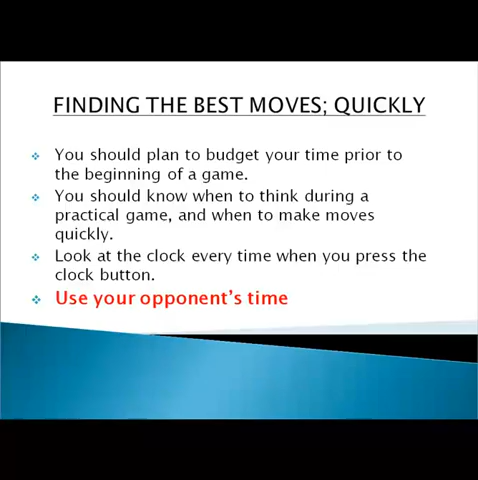 FINDING THE BEST MOVES; QUICKLY
You should plan to budget your time prior to
the beginning of a game.
You should know when to think during a
practical game, and when to make moves
quickly.
Look at the clock every time when you press the
clock button.
Use your opponent's time